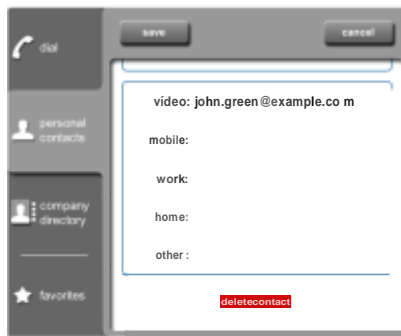 save
cancel
dial
personal
contacts
company
directory
favorites
vídeo: john.green@example.co m
mobile:
work:
home:
other :
deletecontact